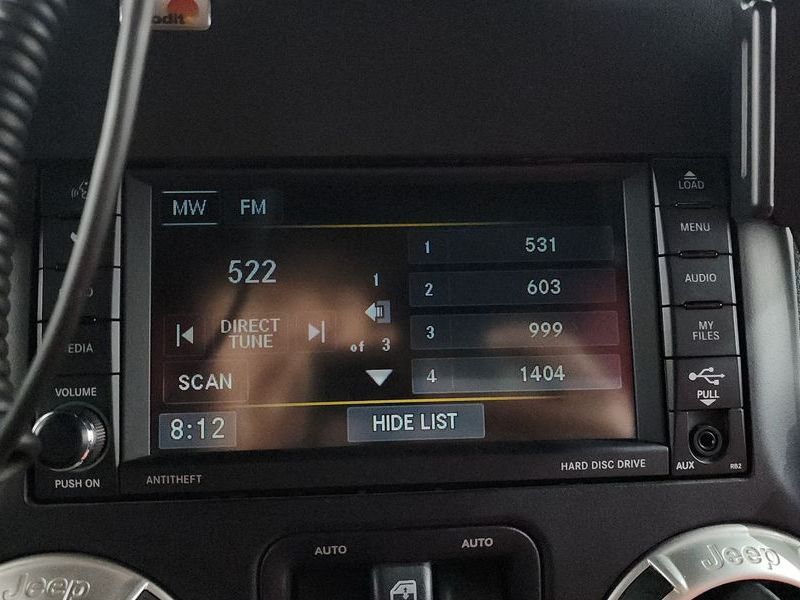 LOAD
MENU
AUDIO
MY
FILES
PULL
AUX
RB2
MW FM
522
DIRECT
TUNE
SCAN
8:12
1
of 3
1 531
2 603
3 999
4 1404
HIDE LIST
EDIA
VOLUME
PUSH ON
ANTITHEFT
HARD DISC DRIVE
AUTO AUTO
Jeep
Jeep